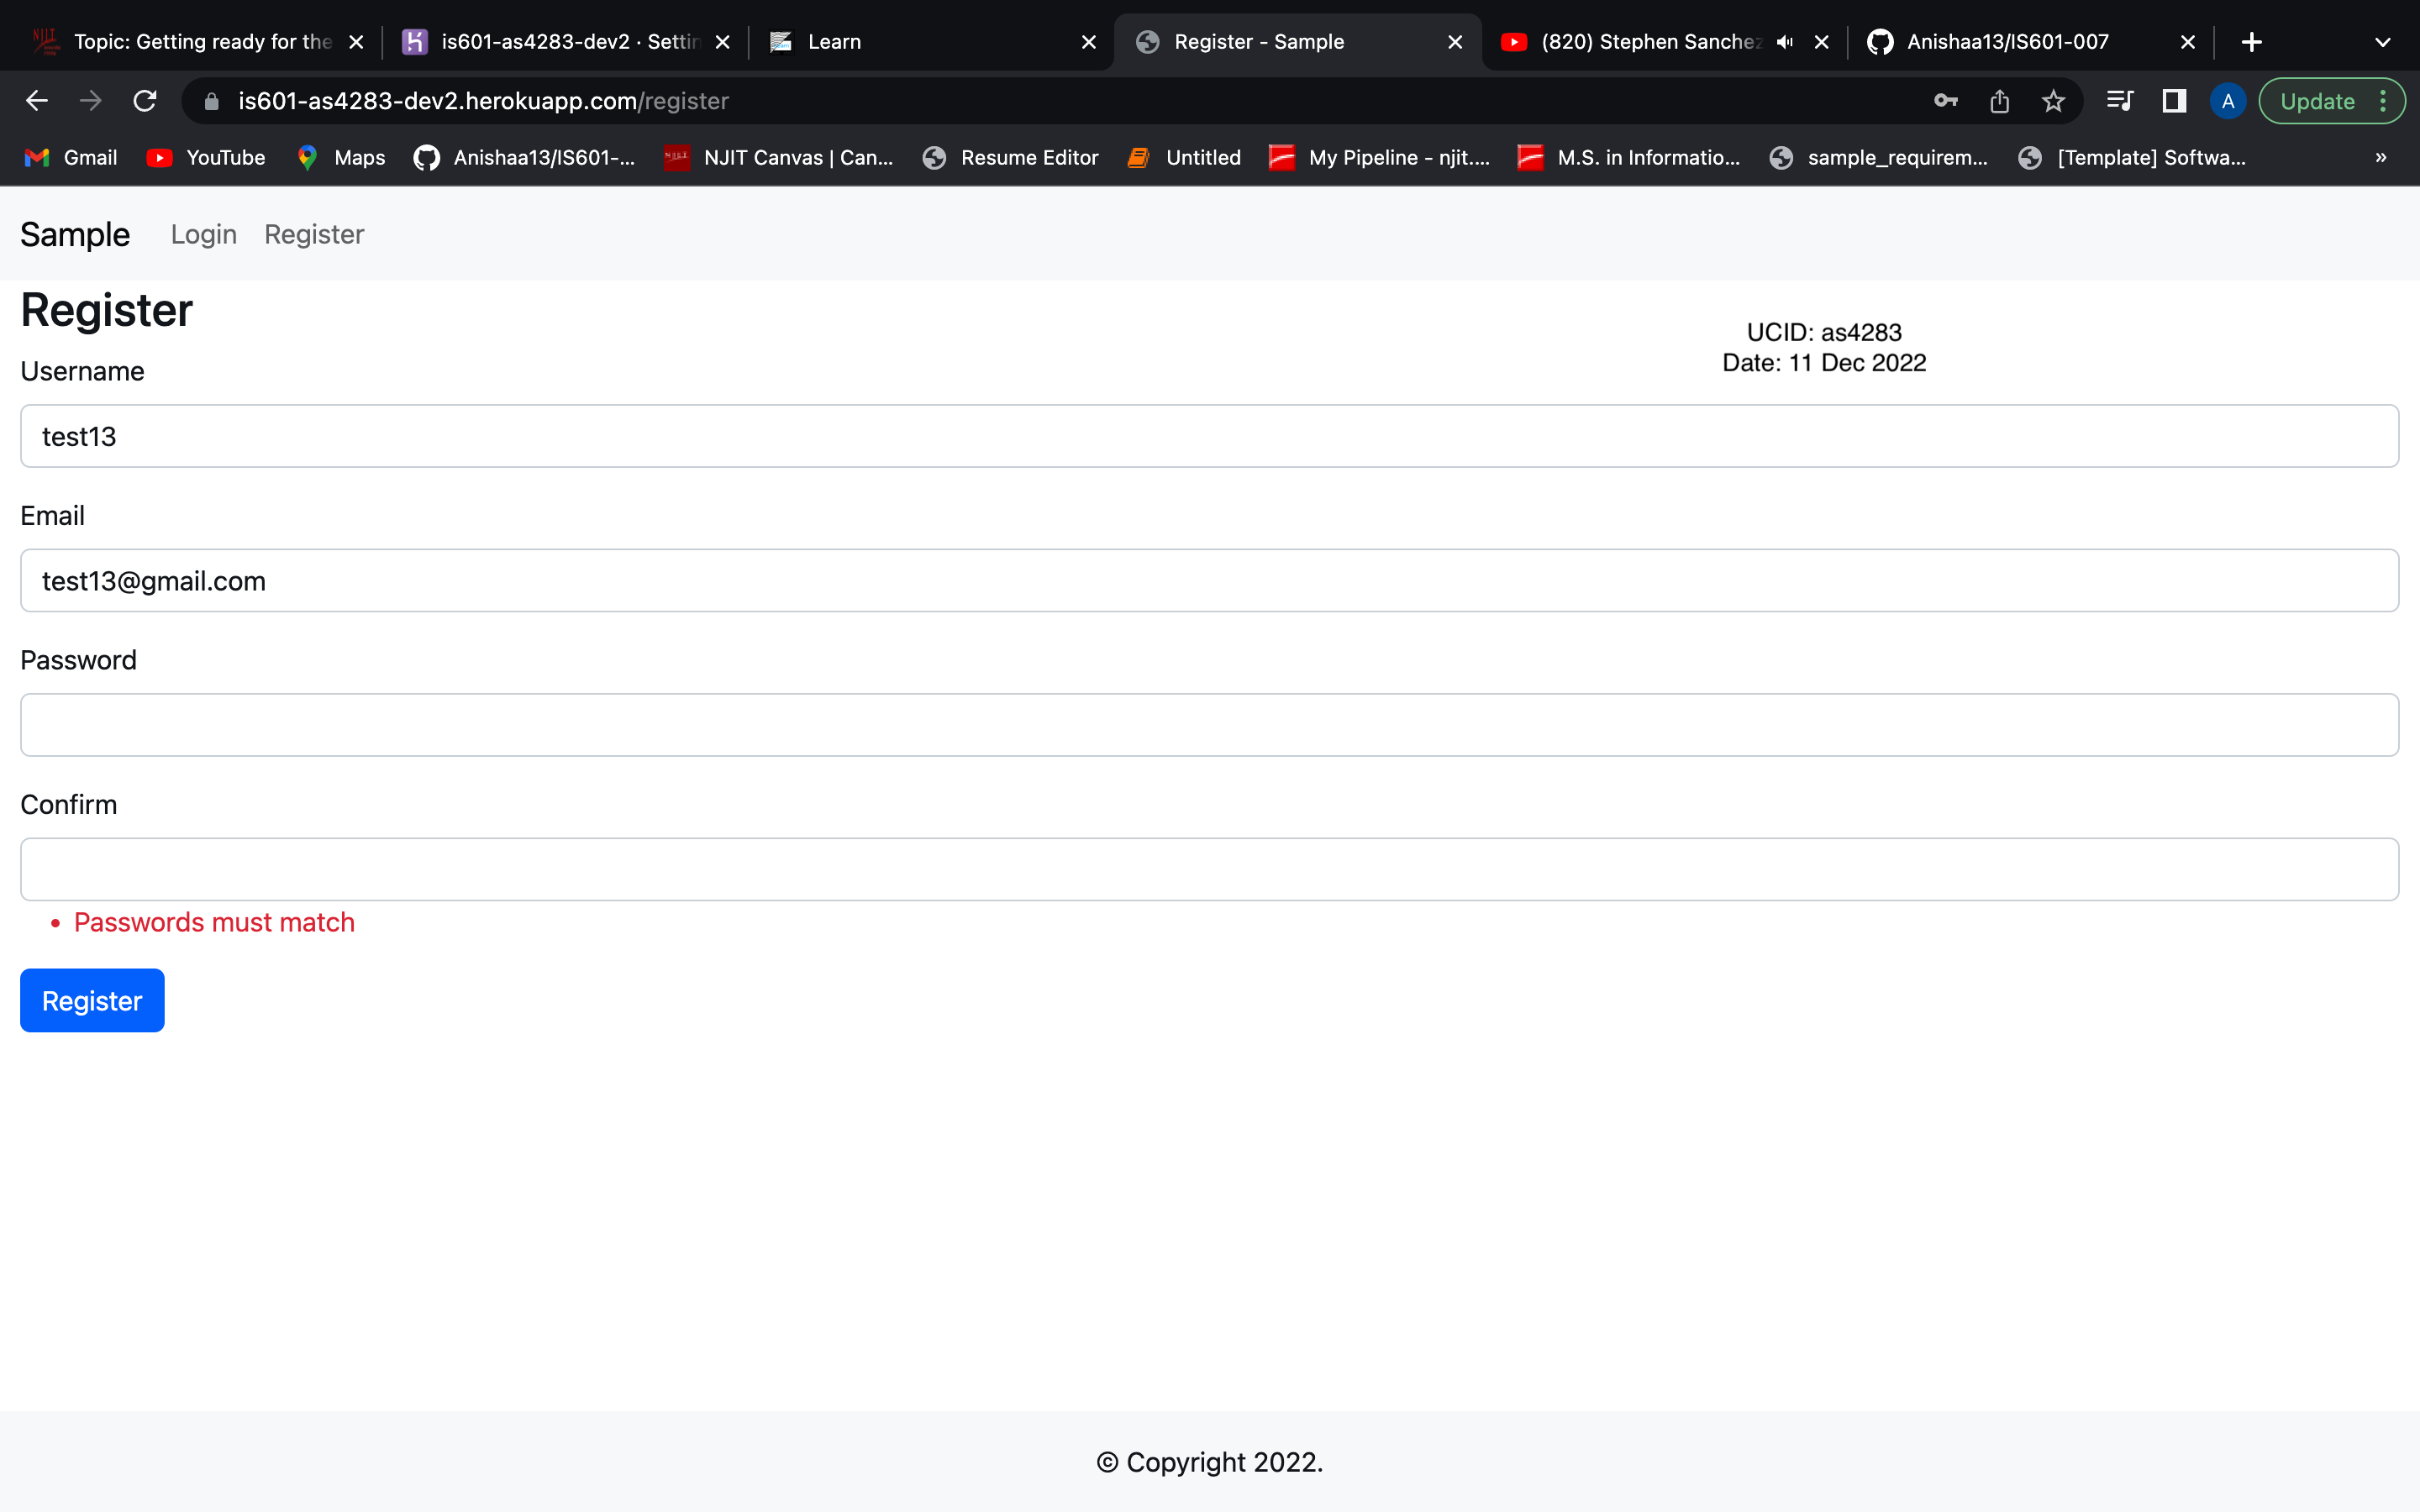 Topic: Getting ready for the
is601-as4283-dev2 · Settin
Learn
Register - Sample
(820) Stephen Sanchez
Anishaa13/IS601-007
is601-as4283-dev2.herokuapp.com/register
A
Update
Gmail
YouTube
Maps
Anishaa13/IS601-...
NJIT Canvas | Can...
Resume Editor
Untitled
My Pipeline - njit....
M.S. in Informatio...
sample_requirem...
[Template] Softwa...
»
Sample
Login
Register
Register
UCID: as4283
Date: 11 Dec 2022
Username
test13
Email
test13@gmail.com
Password
Confirm
• Passwords must match
Register
© Copyright 2022.